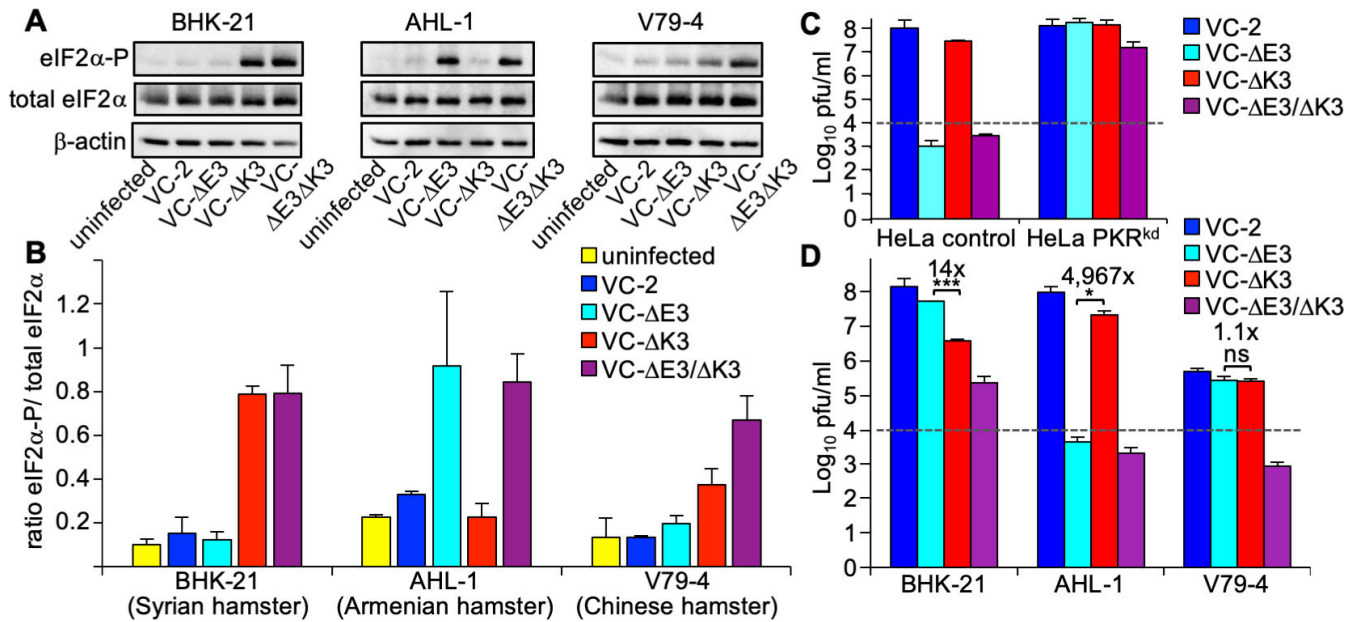 A
BHK-21
AHL-1
V79-4
eIF2α-P
total eIF2α
β-actin
uninfected
VC-2
VC-ΔE3
VC-ΔK3
VC-
ΔE3ΔK3
uninfected
VC-2
VC-ΔE3
VC-ΔK3
VC-
ΔE3ΔK3
uninfected
VC-2
VC-ΔE3
VC-ΔK3
VC-
ΔE3ΔK3
B
ratio eIF2α-P/ total eIF2α
1.2
1
0.8
0.6
0.4
0.2
uninfected
VC-2
VC-ΔE3
VC-ΔK3
VC-ΔE3/ΔK3
BHK-21
(Syrian hamster)
AHL-1
(Armenian hamster)
V79-4
(Chinese hamster)
C
Log₁₀ pfu/ml
8
7
6
5
4
3
2
1
0
HeLa control
HeLa PKRᵏᵈ
VC-2
VC-ΔE3
VC-ΔK3
VC-ΔE3/ΔK3
D
Log₁₀ pfu/ml
8
7
6
5
4
3
2
1
0
14x
***
4,967x
*
1.1x
ns
BHK-21
AHL-1
V79-4
VC-2
VC-ΔE3
VC-ΔK3
VC-ΔE3/ΔK3